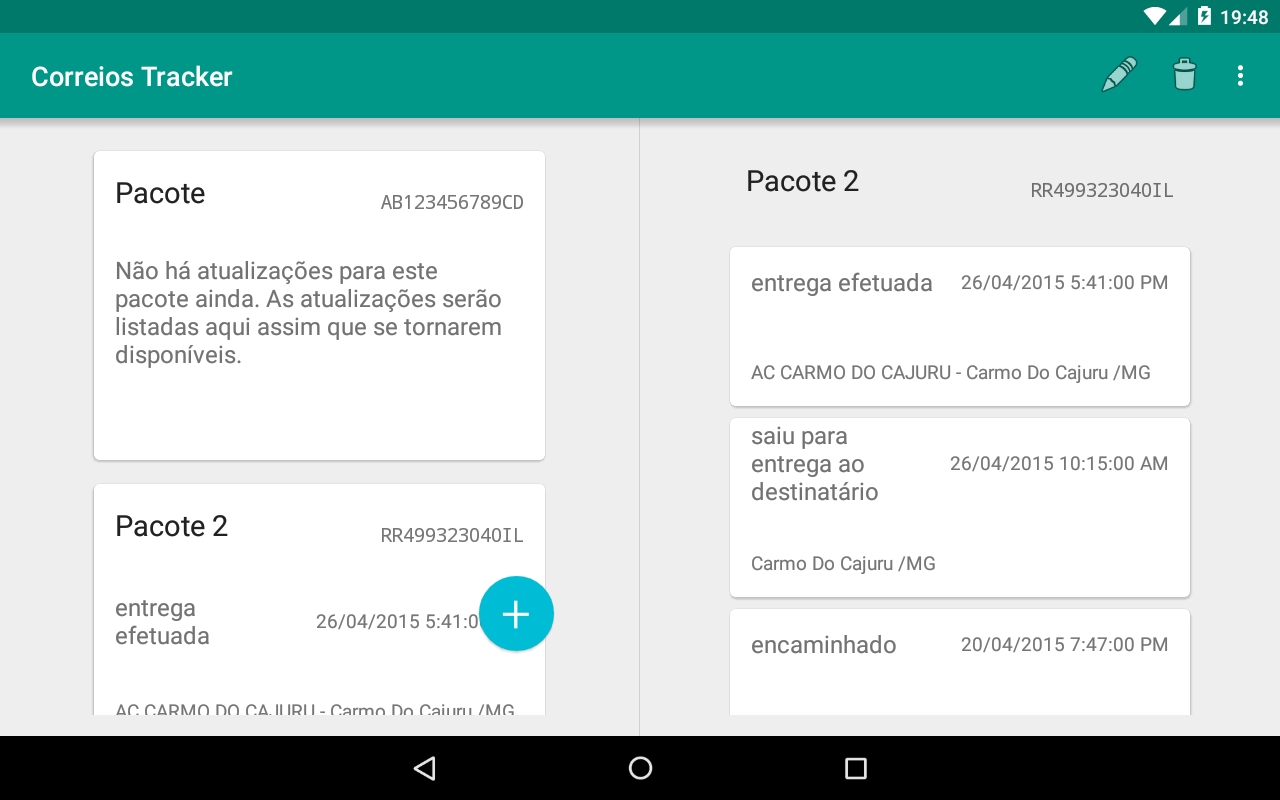 19:48
Correios Tracker
Pacote
AB123456789CD
Não há atualizações para este
pacote ainda. As atualizações serão
listadas aqui assim que se tornarem
disponíveis.
Pacote 2
RR499323040IL
entrega
efetuada
26/04/2015 5:41:0
AC CARMO DO CAJURU - Carmo Do Cajuru /MG
Pacote 2
RR499323040IL
entrega efetuada
26/04/2015 5:41:00 PM
AC CARMO DO CAJURU - Carmo Do Cajuru /MG
saiu para
entrega ao
destinatário
26/04/2015 10:15:00 AM
Carmo Do Cajuru /MG
encaminhado
20/04/2015 7:47:00 PM